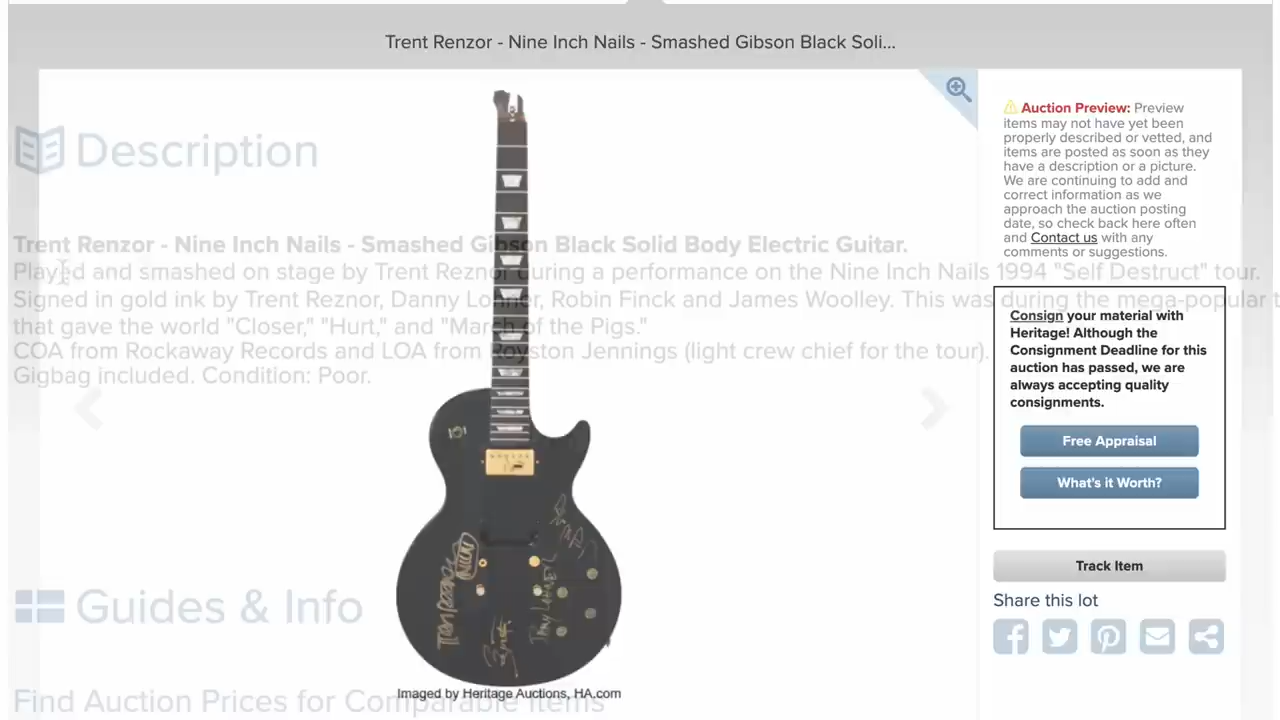 Trent Renzor - Nine Inch Nails - Smashed Gibson Black Soli...
Auction Preview: Preview
items may not have yet been
properly described or vetted, and
items are posted as soon as they
have a description or a picture.
We are continuing to add and
correct information as we
approach the auction posting
date, so check back here often
and Contact us with any
comments or suggestions.
Description
Trent Renzor - Nine Inch Nails - Smashed Gibson Black Solid Body Electric Guitar.
Played and smashed on stage by Trent Reznor during a performance on the Nine Inch Nails 1994 "Self Destruct" tour.
Signed in gold ink by Trent Reznor, Danny Lohner, Robin Finck and James Woolley. This was during the mega-popular t
that gave the world "Closer," "Hurt," and "March of the Pigs."
COA from Rockaway Records and LOA from Royston Jennings (light crew chief for the tour).
Gigbag included. Condition: Poor.
Consign your material with
Heritage! Although the
Consignment Deadline for this
auction has passed, we are
always accepting quality
consignments.
Free Appraisal
What's it Worth?
Track Item
Share this lot
Guides & Info
Imaged by Heritage Auctions, HA.com
Find Auction Prices for Comparable Items